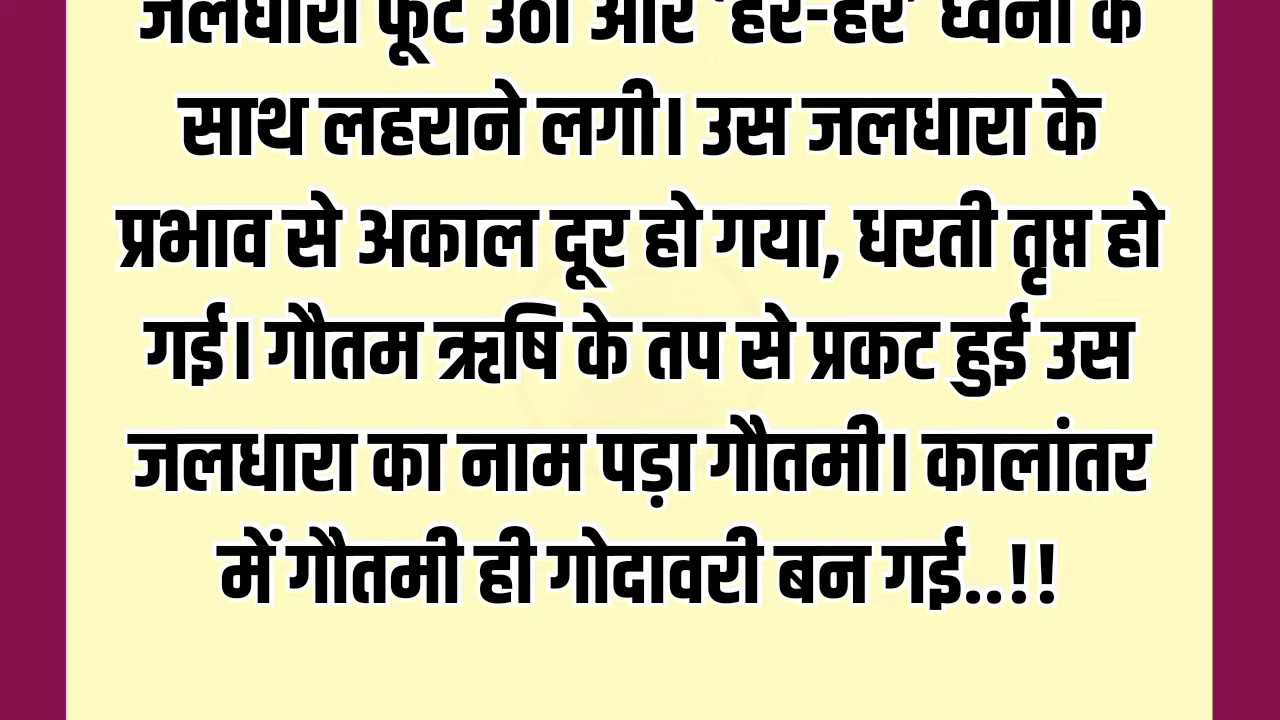 जलधारा फूट उठी और 'हर-हर' ध्वनी के
साथ लहराने लगी। उस जलधारा के
प्रभाव से अकाल दूर हो गया, धरती तृप्त हो
गई। गौतम ऋषि के तप से प्रकट हुई उस
जलधारा का नाम पड़ा गौतमी। कालांतर
में गौतमी ही गोदावरी बन गई..!!